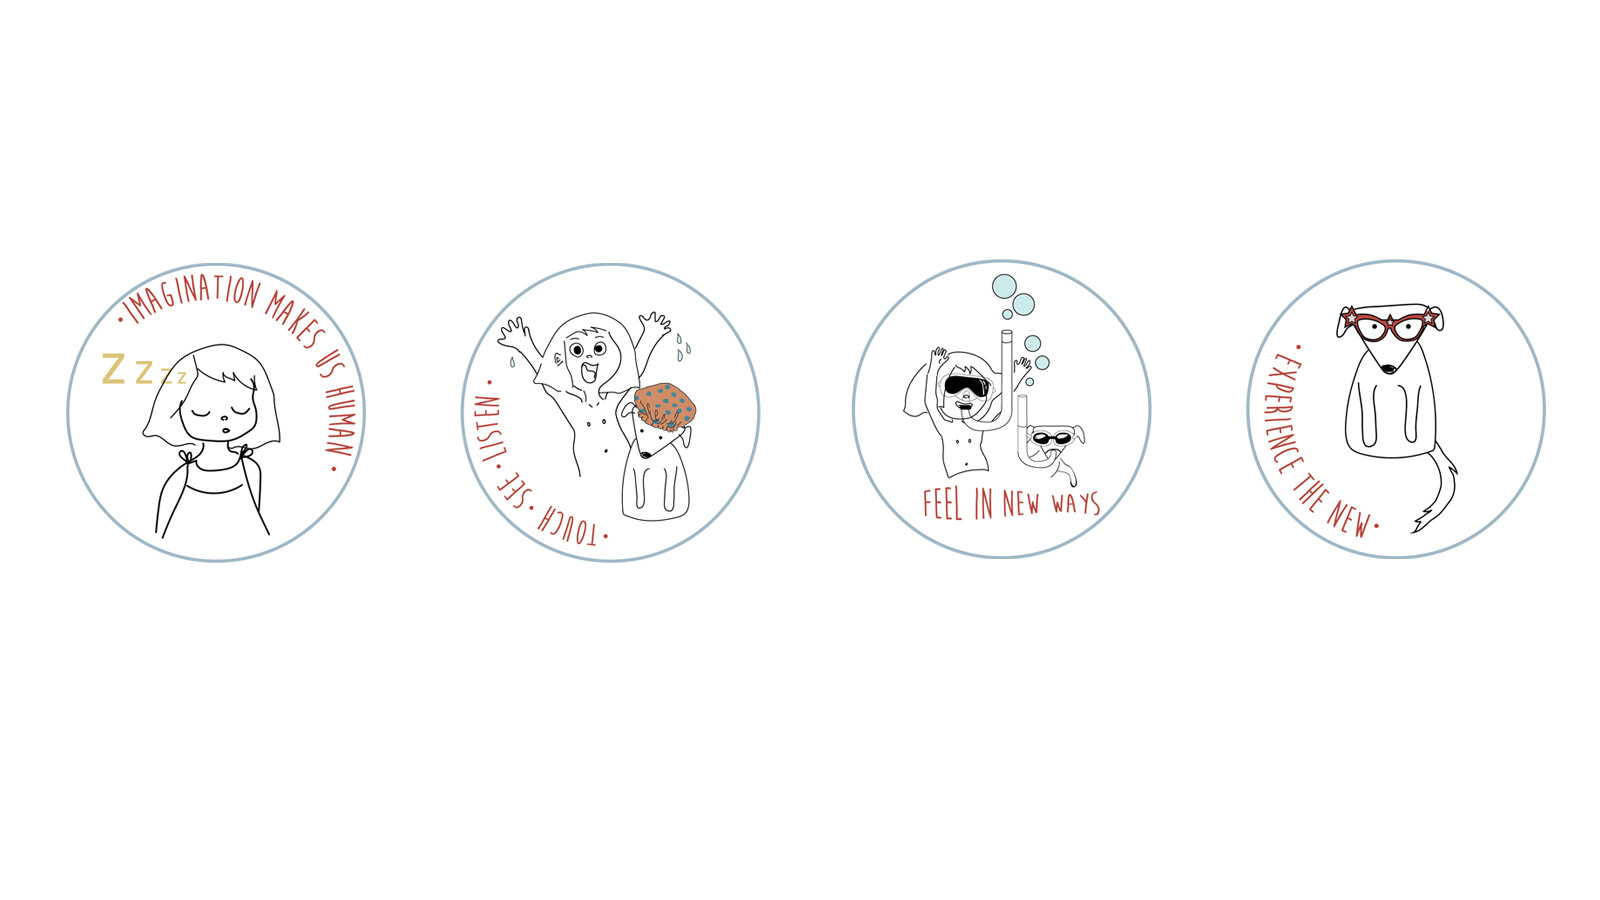 • IMAGINATION MAKES US HUMAN •
Z Z Z Z
TOUCH • SEE • LISTEN •
FEEL IN NEW WAYS
• EXPERIENCE THE NEW •